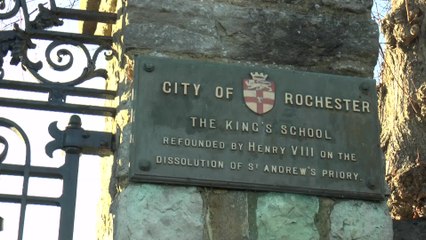 CITY OF ROCHESTER
THE KING'S SCHOOL
REFOUNDED BY HENRY VIII ON THE
DISSOLUTION OF ST ANDREW'S PRIORY.